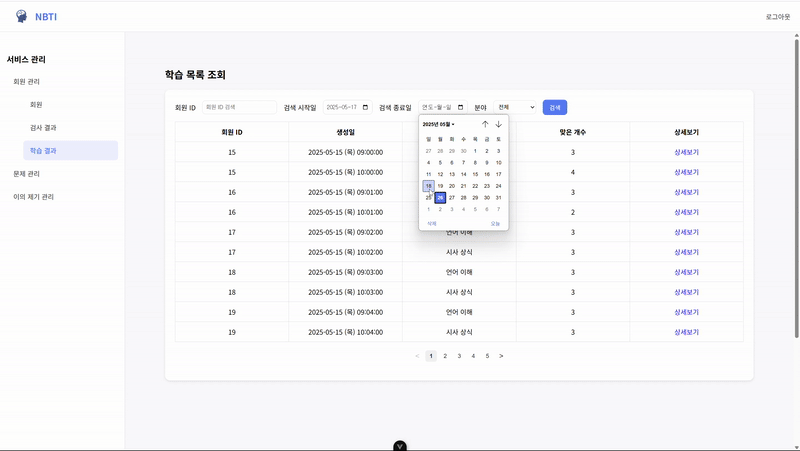 NBTI
로그아웃
서비스 관리
회원 관리
회원
검사 결과
학습 결과
문제 관리
이의 제기 관리
학습 목록 조회
회원 ID 회원 ID 검색 검색 시작일 2025-05-17 검색 종료일 연도-월-일 분야 전체 검색
2025년 05월
일 월 화 수 목 금 토
27 28 29 30 1 2 3
4 5 6 7 8 9 10
11 12 13 14 15 16 17
18 19 20 21 22 23 24
25 26 27 28 29 30 31
1 2 3 4 5 6 7
삭제 오늘
회원 ID 생성일 맞은 개수 상세보기
15 2025-05-15 (목) 09:00:00 3 상세보기
15 2025-05-15 (목) 10:00:00 4 상세보기
16 2025-05-15 (목) 09:01:00 3 상세보기
16 2025-05-15 (목) 10:01:00 2 상세보기
17 2025-05-15 (목) 09:02:00 언어 이해 3 상세보기
17 2025-05-15 (목) 10:02:00 시사 상식 3 상세보기
18 2025-05-15 (목) 09:03:00 언어 이해 3 상세보기
18 2025-05-15 (목) 10:03:00 시사 상식 3 상세보기
19 2025-05-15 (목) 09:04:00 언어 이해 3 상세보기
19 2025-05-15 (목) 10:04:00 시사 상식 3 상세보기
< 1 2 3 4 5 >